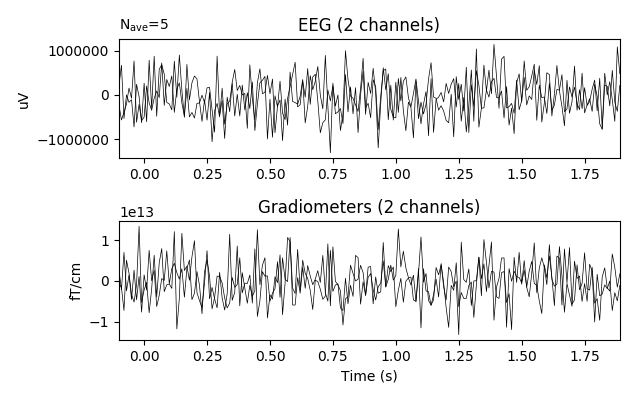 N_ave=5
EEG (2 channels)
1000000
0
−1000000
uV
0.00 0.25 0.50 0.75 1.00 1.25 1.50 1.75
1e13
Gradiometers (2 channels)
1
0
−1
fT/cm
0.00 0.25 0.50 0.75 1.00 1.25 1.50 1.75
Time (s)